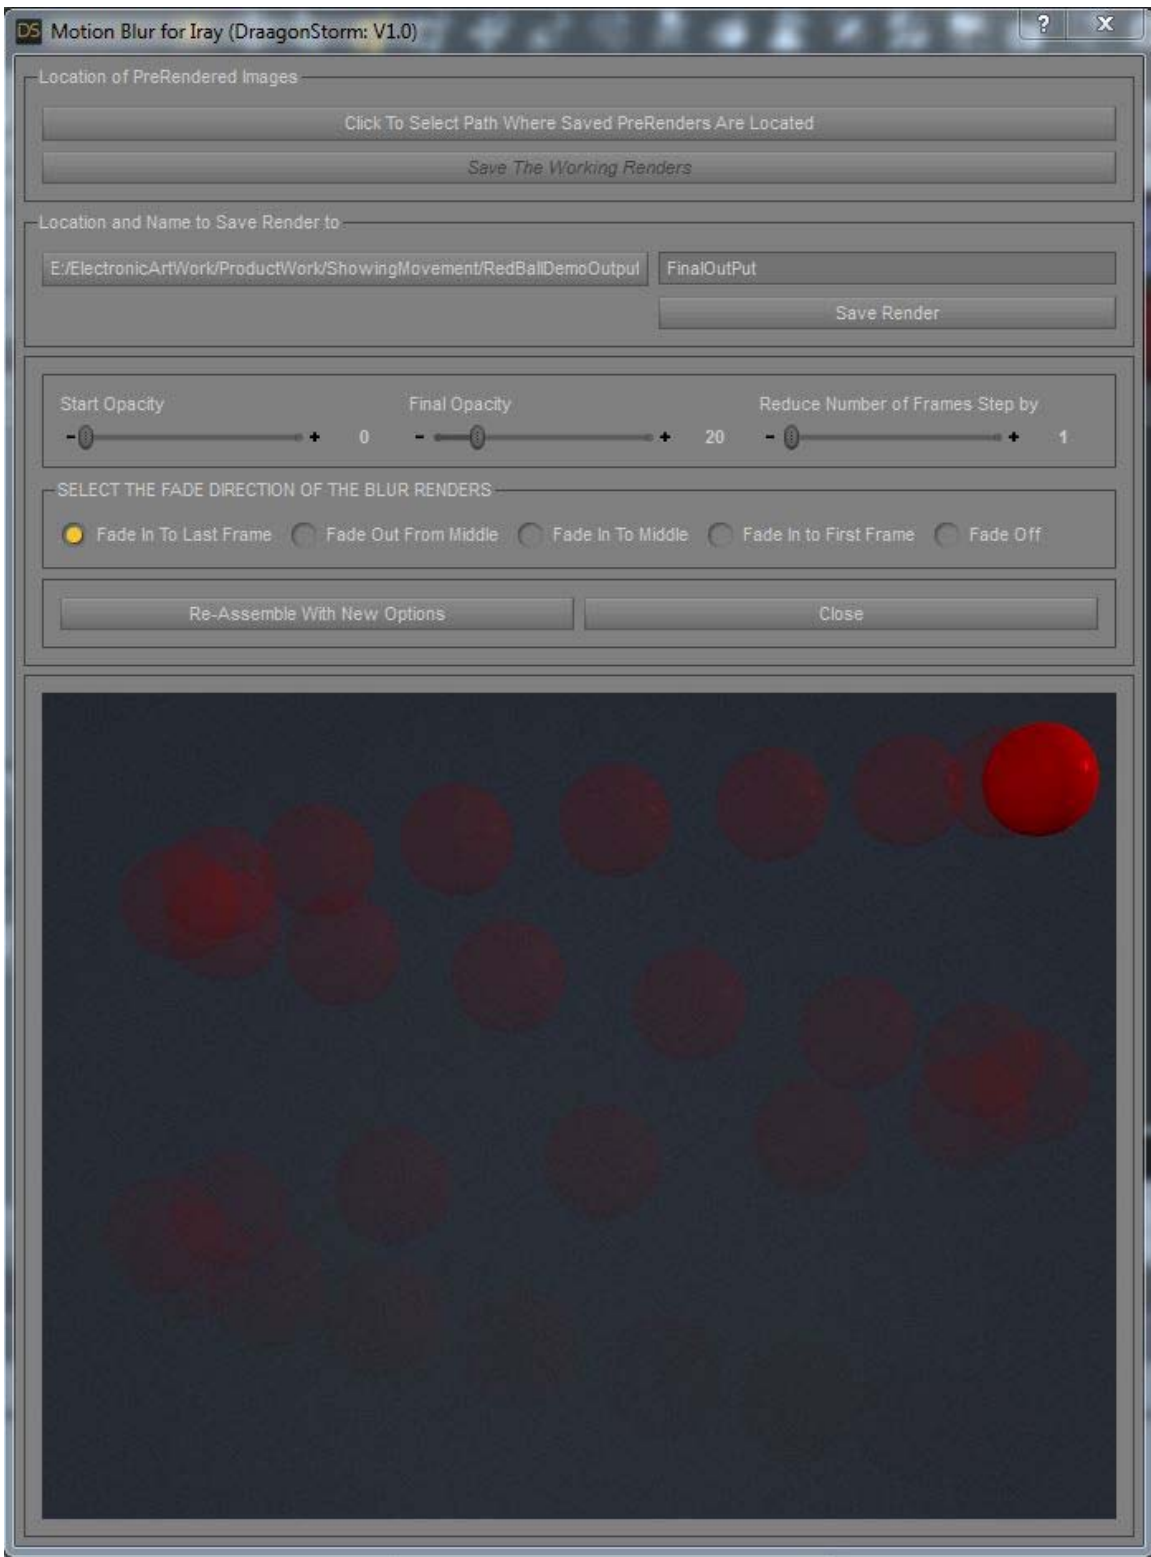 DS Motion Blur for Iray (DraagonStorm: V1.0) ? X
Location of PreRendered Images
Click To Select Path Where Saved PreRenders Are Located
Save The Working Renders
Location and Name to Save Render to
E:/ElectronicArtWork/ProductWork/ShowingMovement/RedBallDemoOutput FinalOutPut
Save Render
Start Opacity Final Opacity Reduce Number of Frames Step by
- + 0 - + 20 - + 1
SELECT THE FADE DIRECTION OF THE BLUR RENDERS
Fade In To Last Frame Fade Out From Middle Fade In To Middle Fade In to First Frame Fade Off
Re-Assemble With New Options Close